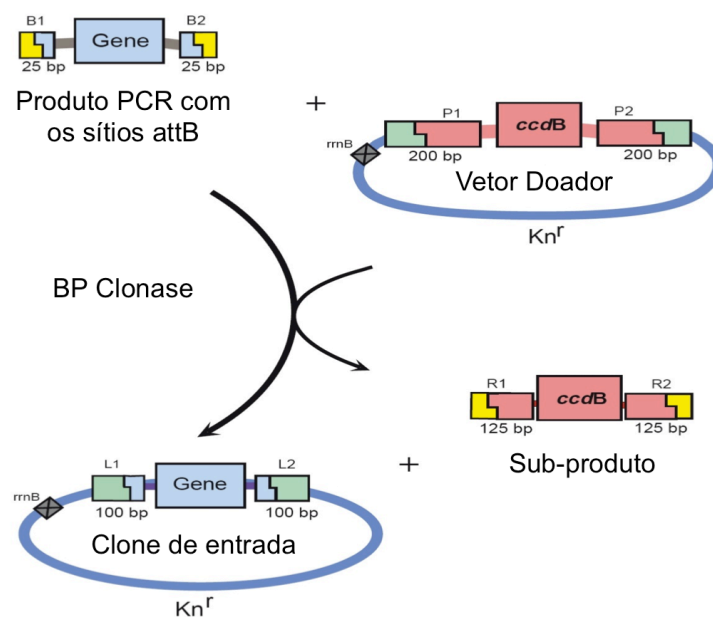 B1 B2
Gene
25 bp 25 bp
Produto PCR com
os sítios attB
+
P1 P2
ccdB
rrnB
200 bp 200 bp
Vetor Doador
Knr
BP Clonase
R1 R2
ccdB
125 bp 125 bp
Sub-produto
+
L1 L2
Gene
rrnB
100 bp 100 bp
Clone de entrada
Knr